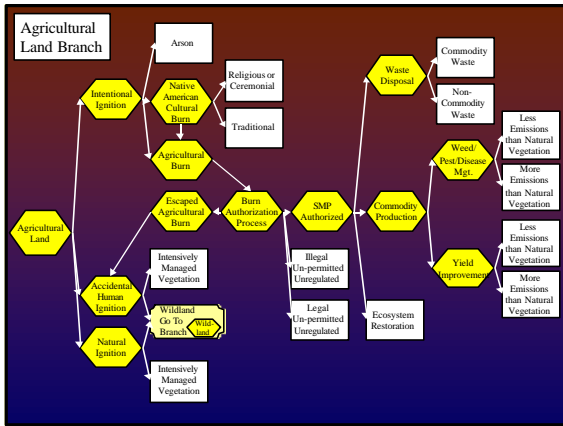 Agricultural
Land Branch
Arson
Intentional
Ignition
Native
American
Cultural
Burn
Religious or
Ceremonial
Traditional
Agricultural
Burn
Waste
Disposal
Commodity
Waste
Non-
Commodity
Waste
Weed/
Pest/Disease
Mgt.
Less
Emissions
than Natural
Vegetation
More
Emissions
than Natural
Vegetation
Agricultural
Land
Escaped
Agricultural
Burn
Burn
Authorization
Process
SMP
Authorized
Commodity
Production
Yield
Improvement
Less
Emissions
than Natural
Vegetation
More
Emissions
than Natural
Vegetation
Accidental
Human
Ignition
Intensively
Managed
Vegetation
Illegal
Un-permitted
Unregulated
Legal
Un-permitted
Unregulated
Ecosystem
Restoration
Wildland
Go To
Branch
Wild-
land
Natural
Ignition
Intensively
Managed
Vegetation